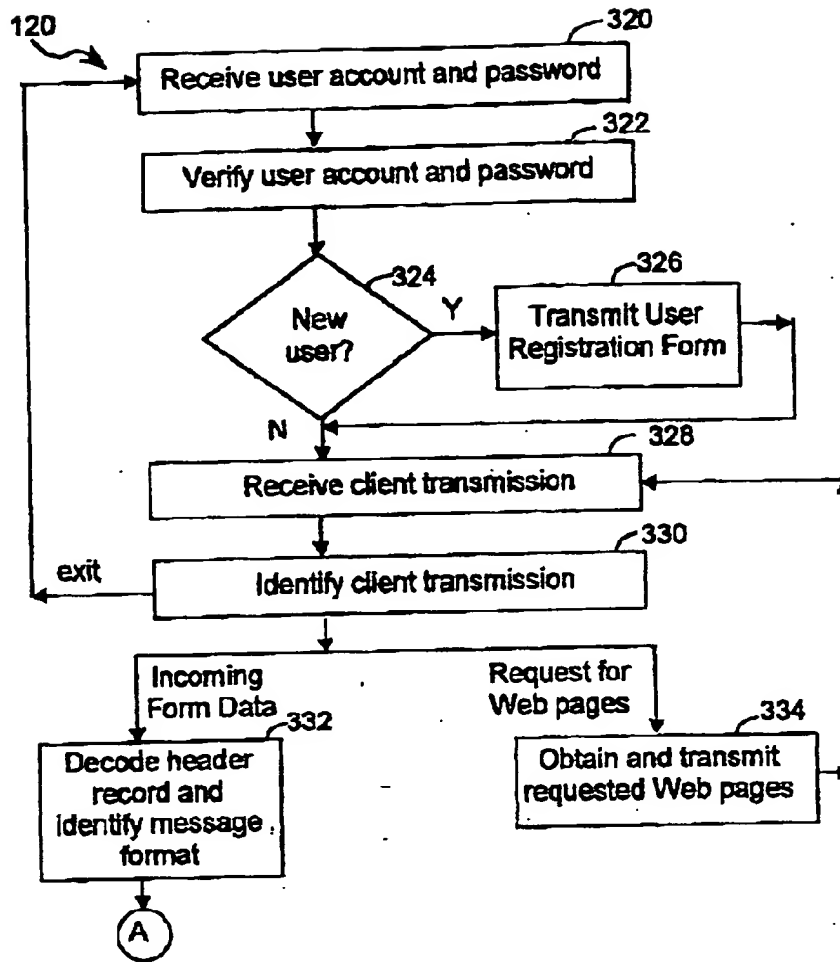 120
320
Receive user account and password
322
Verify user account and password
324
New
user?
Y
326
Transmit User
Registration Form
N
328
Receive client transmission
330
exit
Identify client transmission
Incoming
Form Data
Request for
Web pages
332
Decode header
record and
identify message
format
334
Obtain and transmit
requested Web pages
A